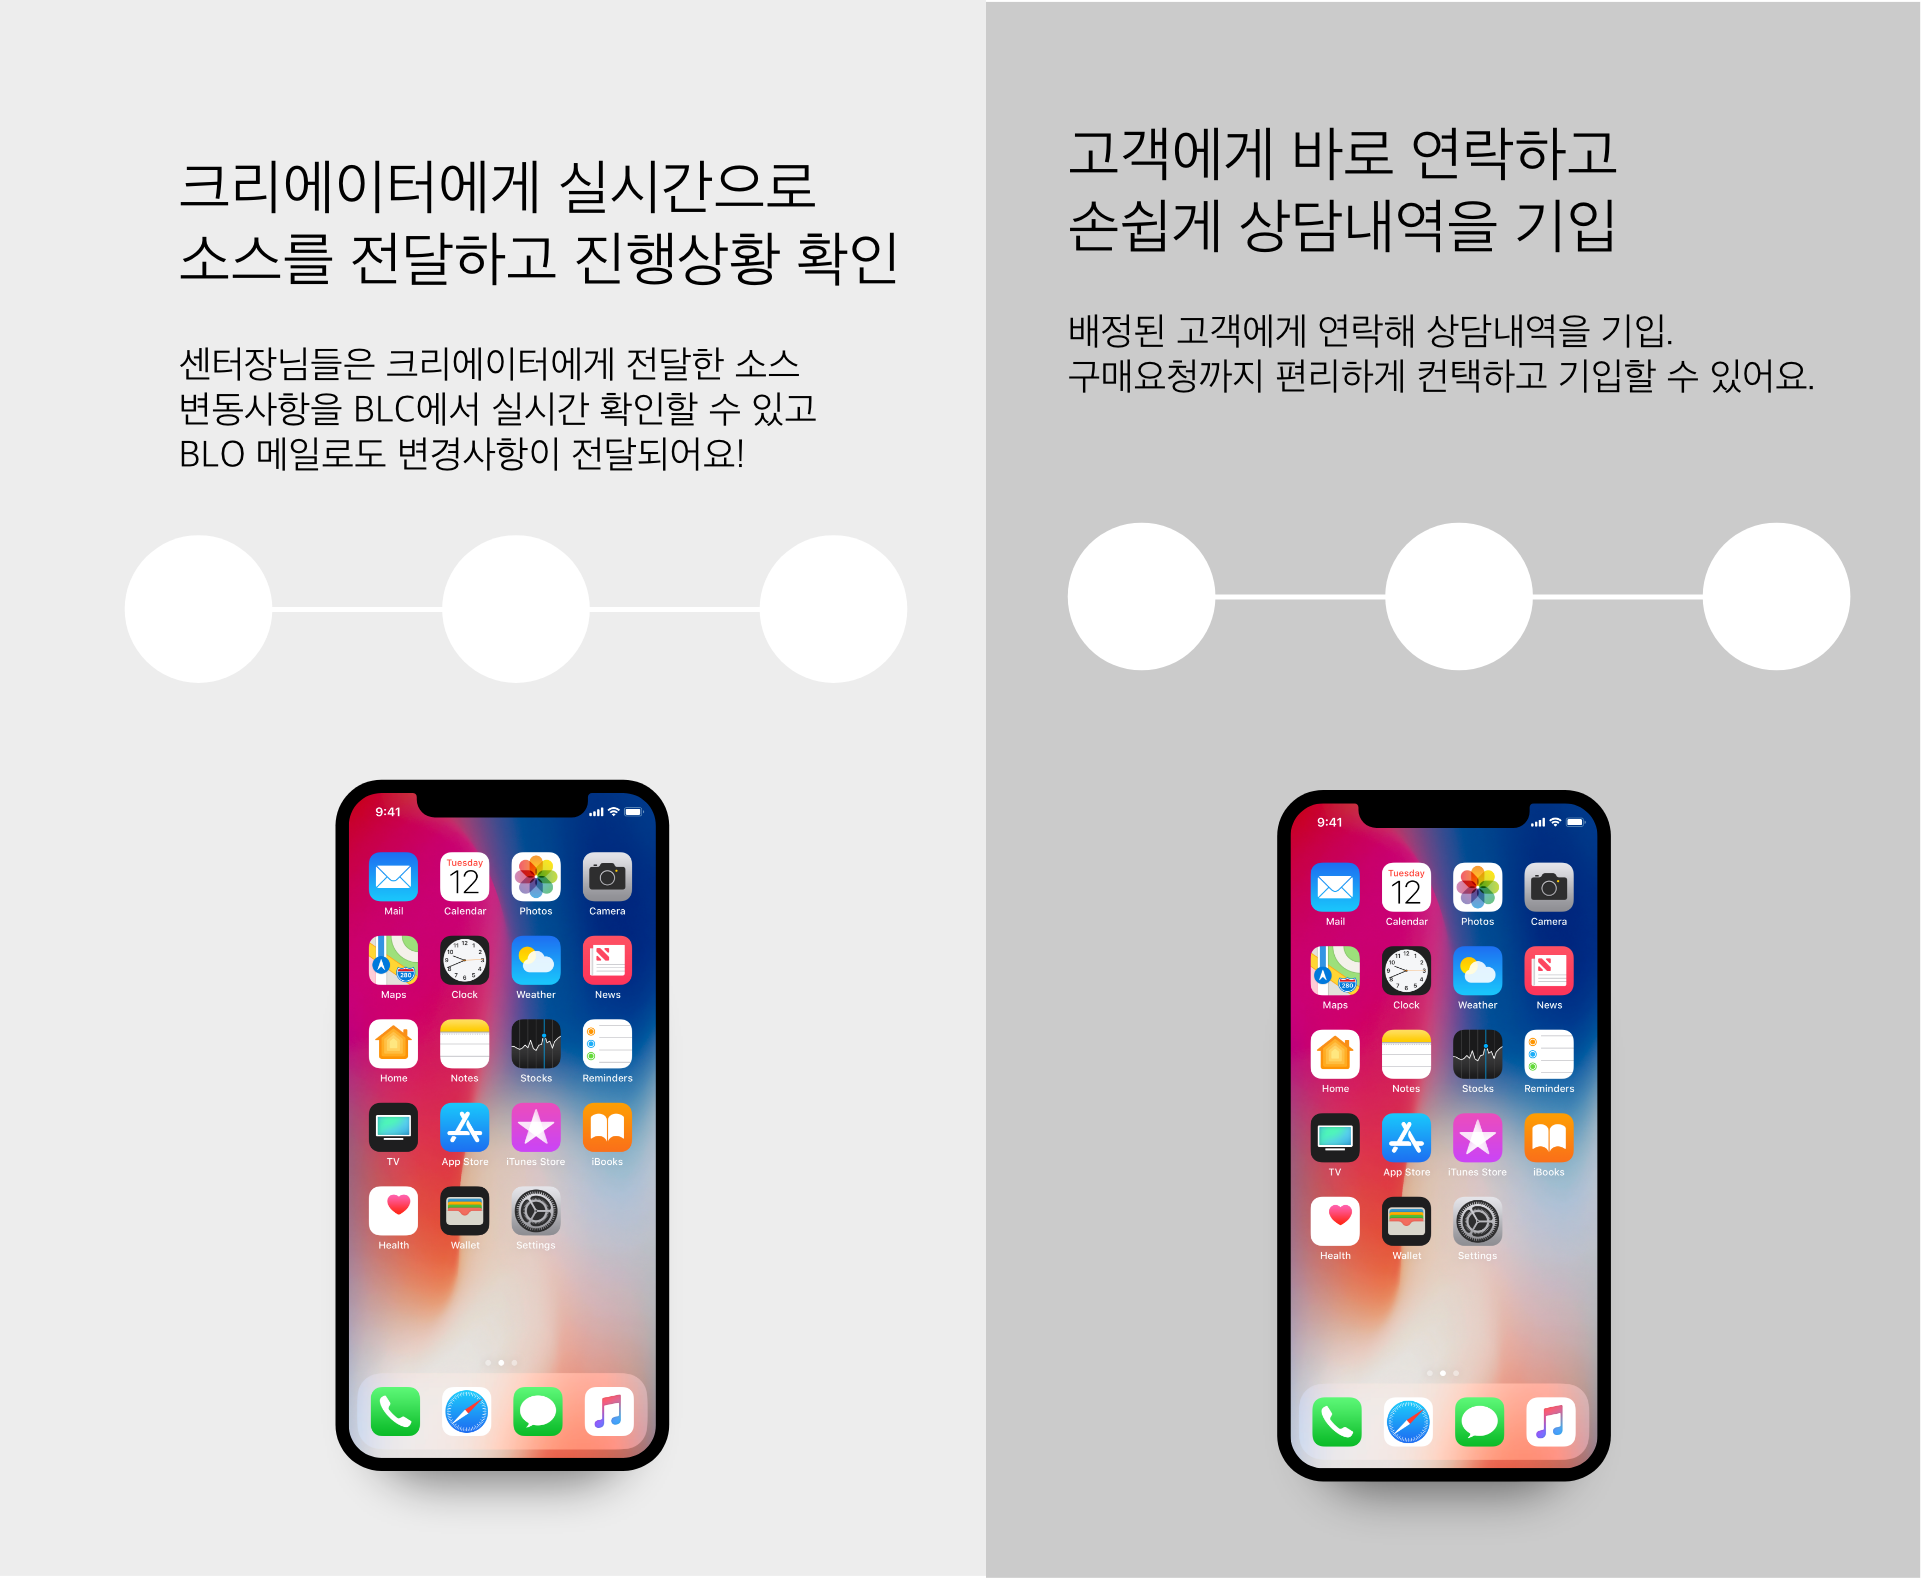 크리에이터에게 실시간으로
소스를 전달하고 진행상황 확인
센터장님들은 크리에이터에게 전달한 소스
변동사항을 BLC에서 실시간 확인할 수 있고
BLO 메일로도 변경사항이 전달되어요!
9:41
Tuesday
12
Mail Calendar Photos Camera
280
Maps Clock Weather News
Home Notes Stocks Reminders
TV App Store iTunes Store iBooks
Health Wallet Settings
고객에게 바로 연락하고
손쉽게 상담내역을 기입
배정된 고객에게 연락해 상담내역을 기입.
구매요청까지 편리하게 컨택하고 기입할 수 있어요.
9:41
Tuesday
12
Mail Calendar Photos Camera
280
Maps Clock Weather News
Home Notes Stocks Reminders
TV App Store iTunes Store iBooks
Health Wallet Settings